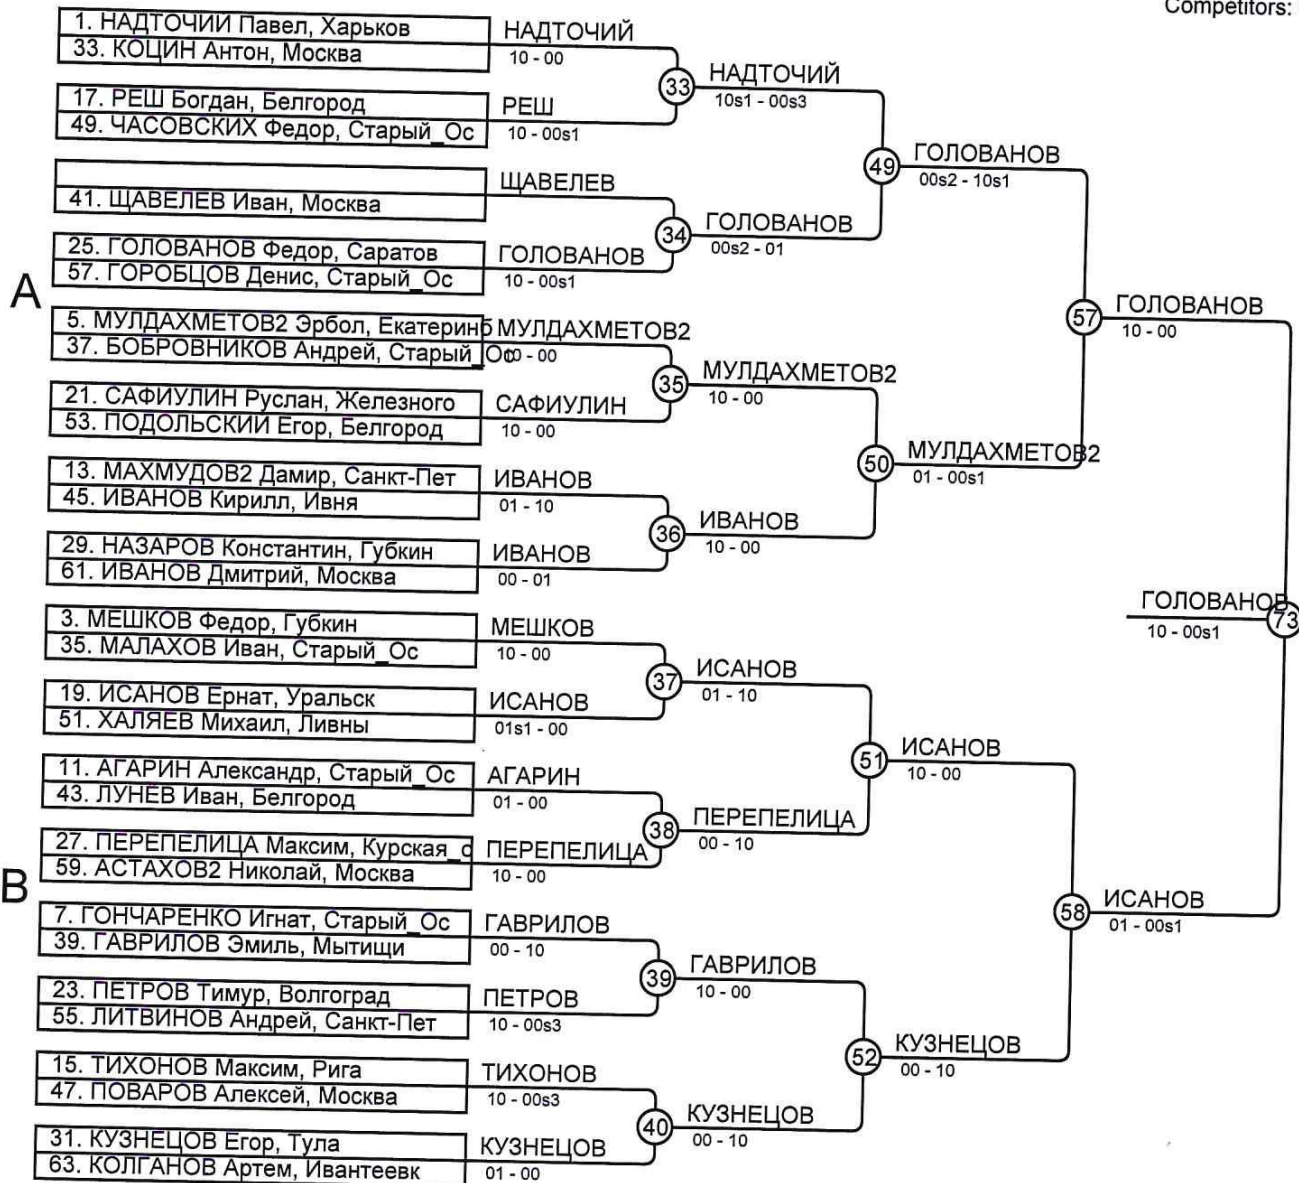 Competitors:
1. НАДТОЧИЙ Павел, Харьков
33. КОЦИН Антон, Москва
НАДТОЧИЙ
10 - 00
33
НАДТОЧИЙ
10s1 - 00s3
17. РЕШ Богдан, Белгород
49. ЧАСОВСКИХ Федор, Старый_Ос
РЕШ
10 - 00s1
49
ГОЛОВАНОВ
00s2 - 10s1
41. ЩАВЕЛЕВ Иван, Москва
ЩАВЕЛЕВ
34
ГОЛОВАНОВ
00s2 - 01
25. ГОЛОВАНОВ Федор, Саратов
57. ГОРОБЦОВ Денис, Старый_Ос
ГОЛОВАНОВ
10 - 00s1
A
57
ГОЛОВАНОВ
10 - 00
5. МУЛДАХМЕТОВ2 Эрбол, Екатеринб
37. БОБРОВНИКОВ Андрей, Старый_Ос
МУЛДАХМЕТОВ2
10 - 00
35
МУЛДАХМЕТОВ2
10 - 00
21. САФИУЛИН Руслан, Железного
53. ПОДОЛЬСКИЙ Егор, Белгород
САФИУЛИН
10 - 00
50
МУЛДАХМЕТОВ2
01 - 00s1
13. МАХМУДОВ2 Дамир, Санкт-Пет
45. ИВАНОВ Кирилл, Ивня
ИВАНОВ
01 - 10
36
ИВАНОВ
10 - 00
29. НАЗАРОВ Константин, Губкин
61. ИВАНОВ Дмитрий, Москва
ИВАНОВ
00 - 01
ГОЛОВАНОВ
10 - 00s1
73
3. МЕШКОВ Федор, Губкин
35. МАЛАХОВ Иван, Старый_Ос
МЕШКОВ
10 - 00
37
ИСАНОВ
01 - 10
19. ИСАНОВ Ернат, Уральск
51. ХАЛЯЕВ Михаил, Ливны
ИСАНОВ
01s1 - 00
51
ИСАНОВ
10 - 00
11. АГАРИН Александр, Старый_Ос
43. ЛУНЕВ Иван, Белгород
АГАРИН
01 - 00
38
ПЕРЕПЕЛИЦА
00 - 10
27. ПЕРЕПЕЛИЦА Максим, Курская_о
59. АСТАХОВ2 Николай, Москва
ПЕРЕПЕЛИЦА
10 - 00
B
58
ИСАНОВ
01 - 00s1
7. ГОНЧАРЕНКО Игнат, Старый_Ос
39. ГАВРИЛОВ Эмиль, Мытищи
ГАВРИЛОВ
00 - 10
39
ГАВРИЛОВ
10 - 00
23. ПЕТРОВ Тимур, Волгоград
55. ЛИТВИНОВ Андрей, Санкт-Пет
ПЕТРОВ
10 - 00s3
52
КУЗНЕЦОВ
00 - 10
15. ТИХОНОВ Максим, Рига
47. ПОВАРОВ Алексей, Москва
ТИХОНОВ
10 - 00s3
40
КУЗНЕЦОВ
00 - 10
31. КУЗНЕЦОВ Егор, Тула
63. КОЛГАНОВ Артем, Ивантеевк
КУЗНЕЦОВ
01 - 00